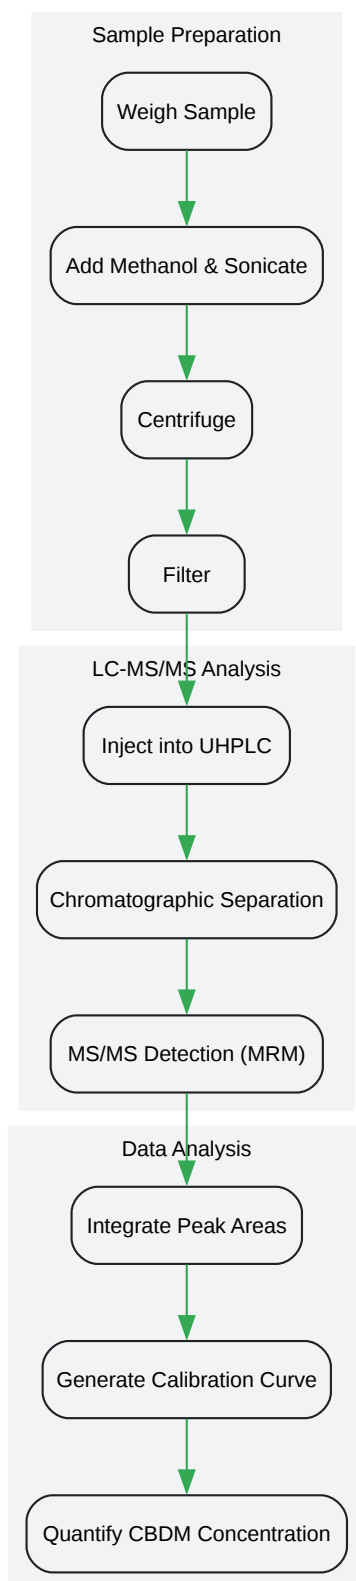 Sample Preparation
Weigh Sample
Add Methanol & Sonicate
Centrifuge
Filter
LC-MS/MS Analysis
Inject into UHPLC
Chromatographic Separation
MS/MS Detection (MRM)
Data Analysis
Integrate Peak Areas
Generate Calibration Curve
Quantify CBDM Concentration